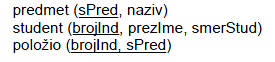 predmet (sPred, naziv)
student (brojInd, prezIme, smerStud)
položio (brojInd, sPred)